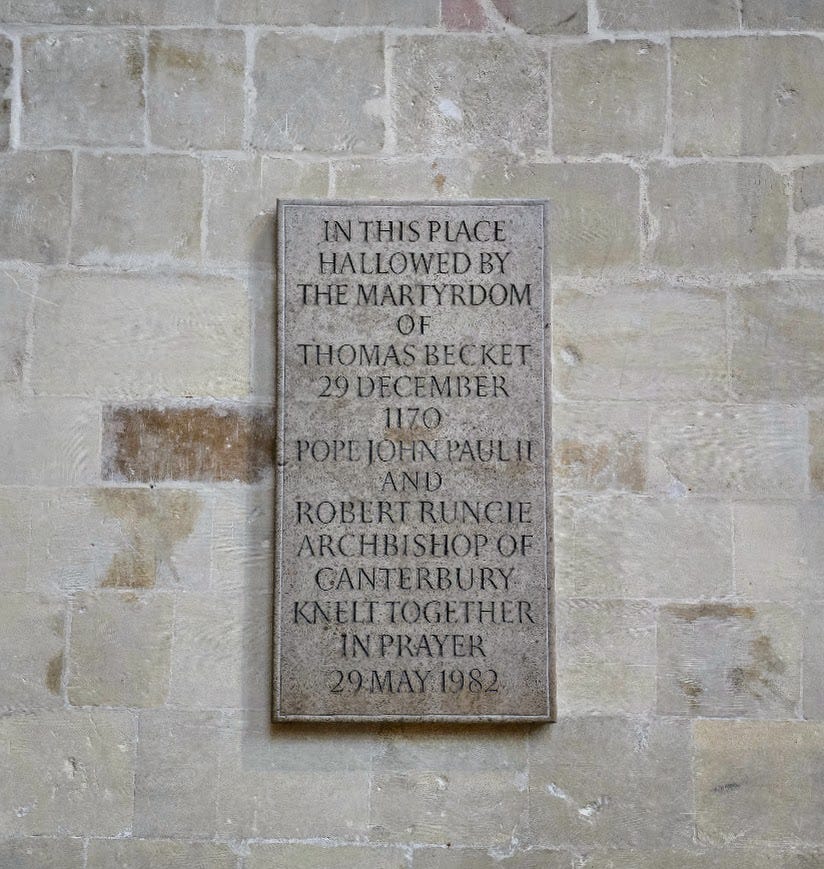 IN THIS PLACE
HALLOWED BY
THE MARTYRDOM
OF
THOMAS BECKET
29 DECEMBER
1170
POPE JOHN PAUL II
AND
ROBERT RUNCIE
ARCHBISHOP OF
CANTERBURY
KNELT TOGETHER
IN PRAYER
29 MAY 1982